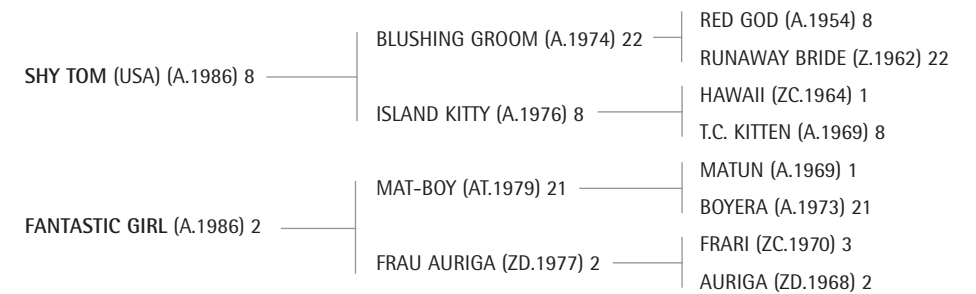 SHY TOM (USA) (A.1986) 8
BLUSHING GROOM (A.1974) 22
RED GOD (A.1954) 8
RUNAWAY BRIDE (Z.1962) 22
ISLAND KITTY (A.1976) 8
HAWAII (ZC.1964) 1
T.C. KITTEN (A.1969) 8
FANTASTIC GIRL (A.1986) 2
MAT-BOY (AT.1979) 21
MATUN (A.1969) 1
BOYERA (A.1973) 21
FRAU AURIGA (ZD.1977) 2
FRARI (ZC.1970) 3
AURIGA (ZD.1968) 2